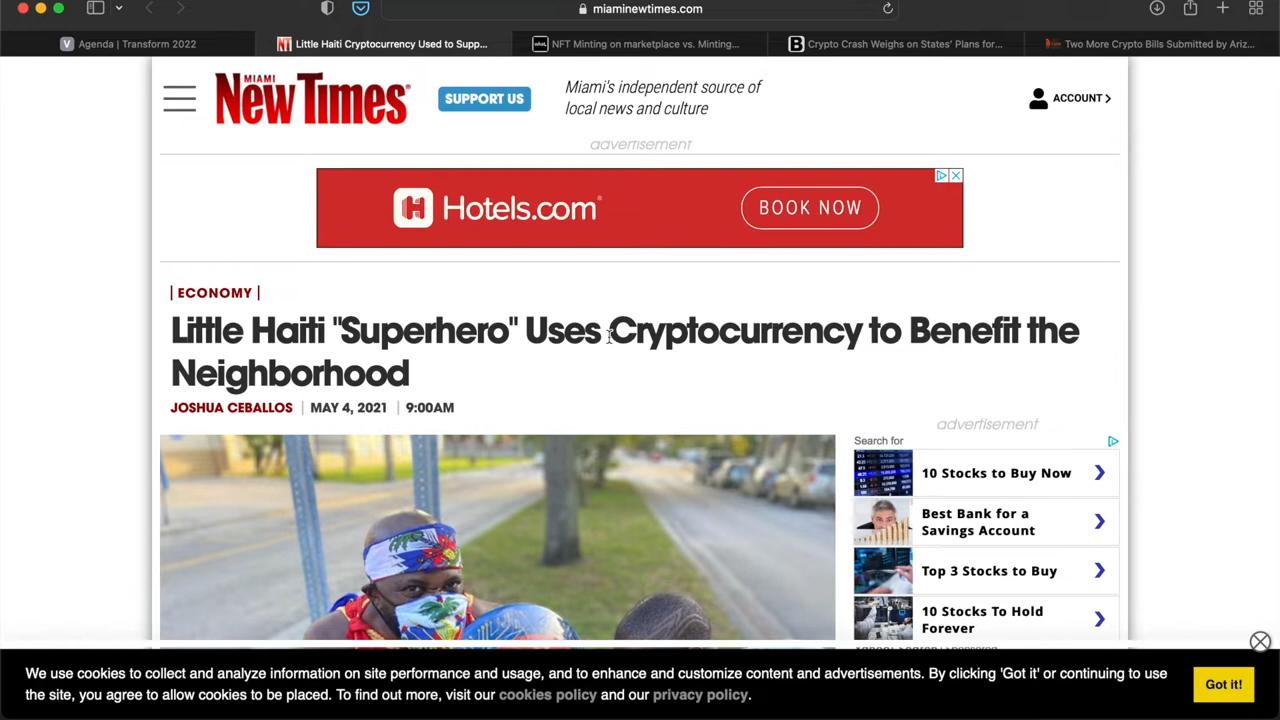 miaminewtimes.com
Agenda | Transform 2022
Little Haiti Cryptocurrency Used to Supp...
NFT Minting on marketplace vs. Minting...
Crypto Crash Weighs on States' Plans for...
Two More Crypto Bills Submitted by Ariz...
MIAMI
New Times
SUPPORT US
Miami's independent source of
local news and culture
ACCOUNT
advertisement
Hotels.com
BOOK NOW
| ECONOMY |
Little Haiti "Superhero" Uses Cryptocurrency to Benefit the
Neighborhood
JOSHUA CEBALLOS | MAY 4, 2021 | 9:00AM
advertisement
Search for
10 Stocks to Buy Now
Best Bank for a
Savings Account
Top 3 Stocks to Buy
10 Stocks To Hold
Forever
We use cookies to collect and analyze information on site performance and usage, and to enhance and customize content and advertisements. By clicking 'Got it' or continuing to use
the site, you agree to allow cookies to be placed. To find out more, visit our cookies policy and our privacy policy.
Got it!